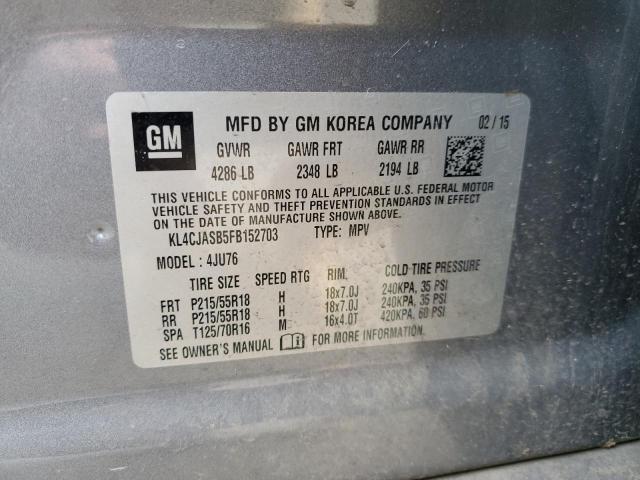 GM MFD BY GM KOREA COMPANY 02/15
GVWR GAWR FRT GAWR RR
4286 LB 2348 LB 2194 LB
THIS VEHICLE CONFORMS TO ALL APPLICABLE U.S. FEDERAL MOTOR
VEHICLE SAFETY AND THEFT PREVENTION STANDARDS IN EFFECT
ON THE DATE OF MANUFACTURE SHOWN ABOVE.
KL4CJASB5FB152703 TYPE: MPV
MODEL: 4JU76
TIRE SIZE SPEED RTG RIM. COLD TIRE PRESSURE
FRT P215/55R18 H 18x7.0J 240KPA, 35 PSI
RR P215/55R18 H 18x7.0J 240KPA, 35 PSI
SPA T125/70R16 M 16x4.0T 420KPA, 60 PSI
SEE OWNER'S MANUAL FOR MORE INFORMATION.